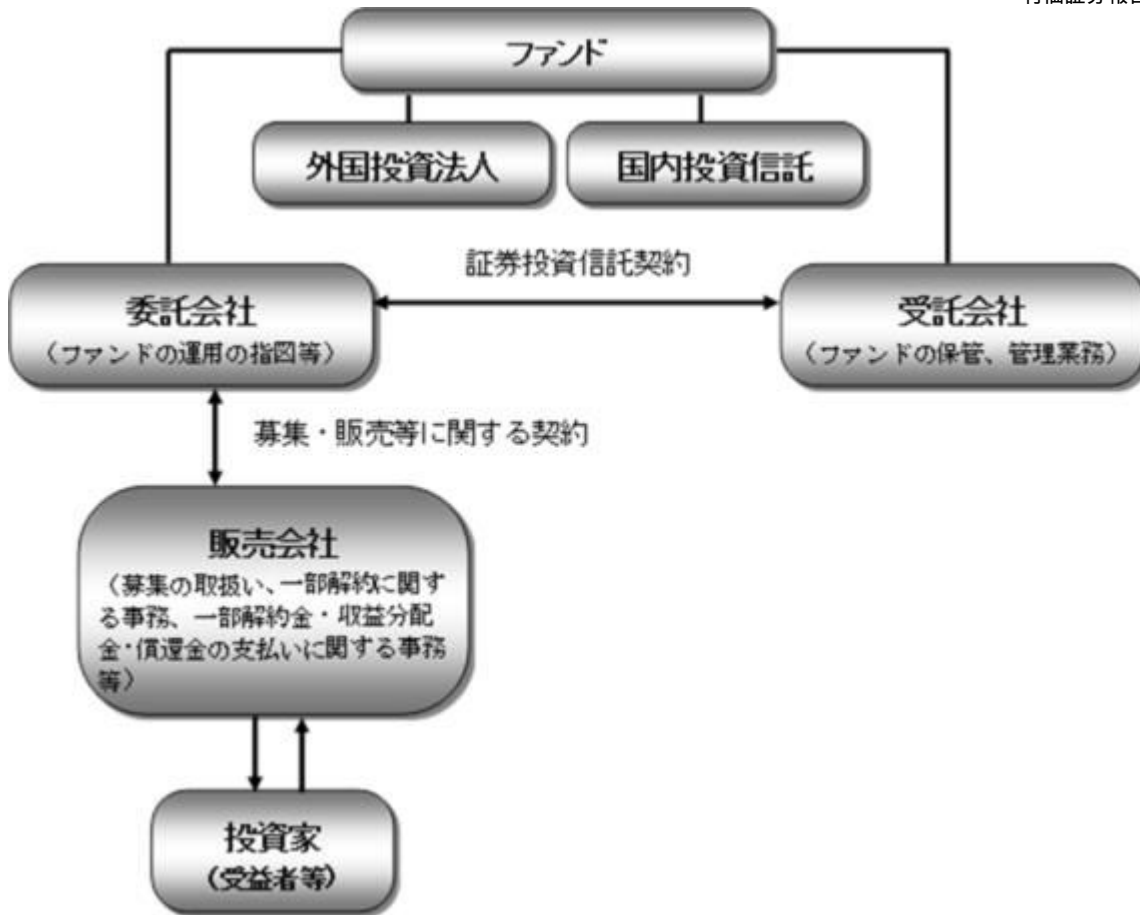 ファンド
外国投資法人
国内投資信託
証券投資信託契約
委託会社
（ファンドの運用の指図等）
受託会社
（ファンドの保管、管理業務）
募集・販売等に関する契約
販売会社
（募集の取扱い、一部解約に関す
る事務、一部解約金・収益分配
金・償還金の支払いに関する事務
等）
投資家
（受益者等）